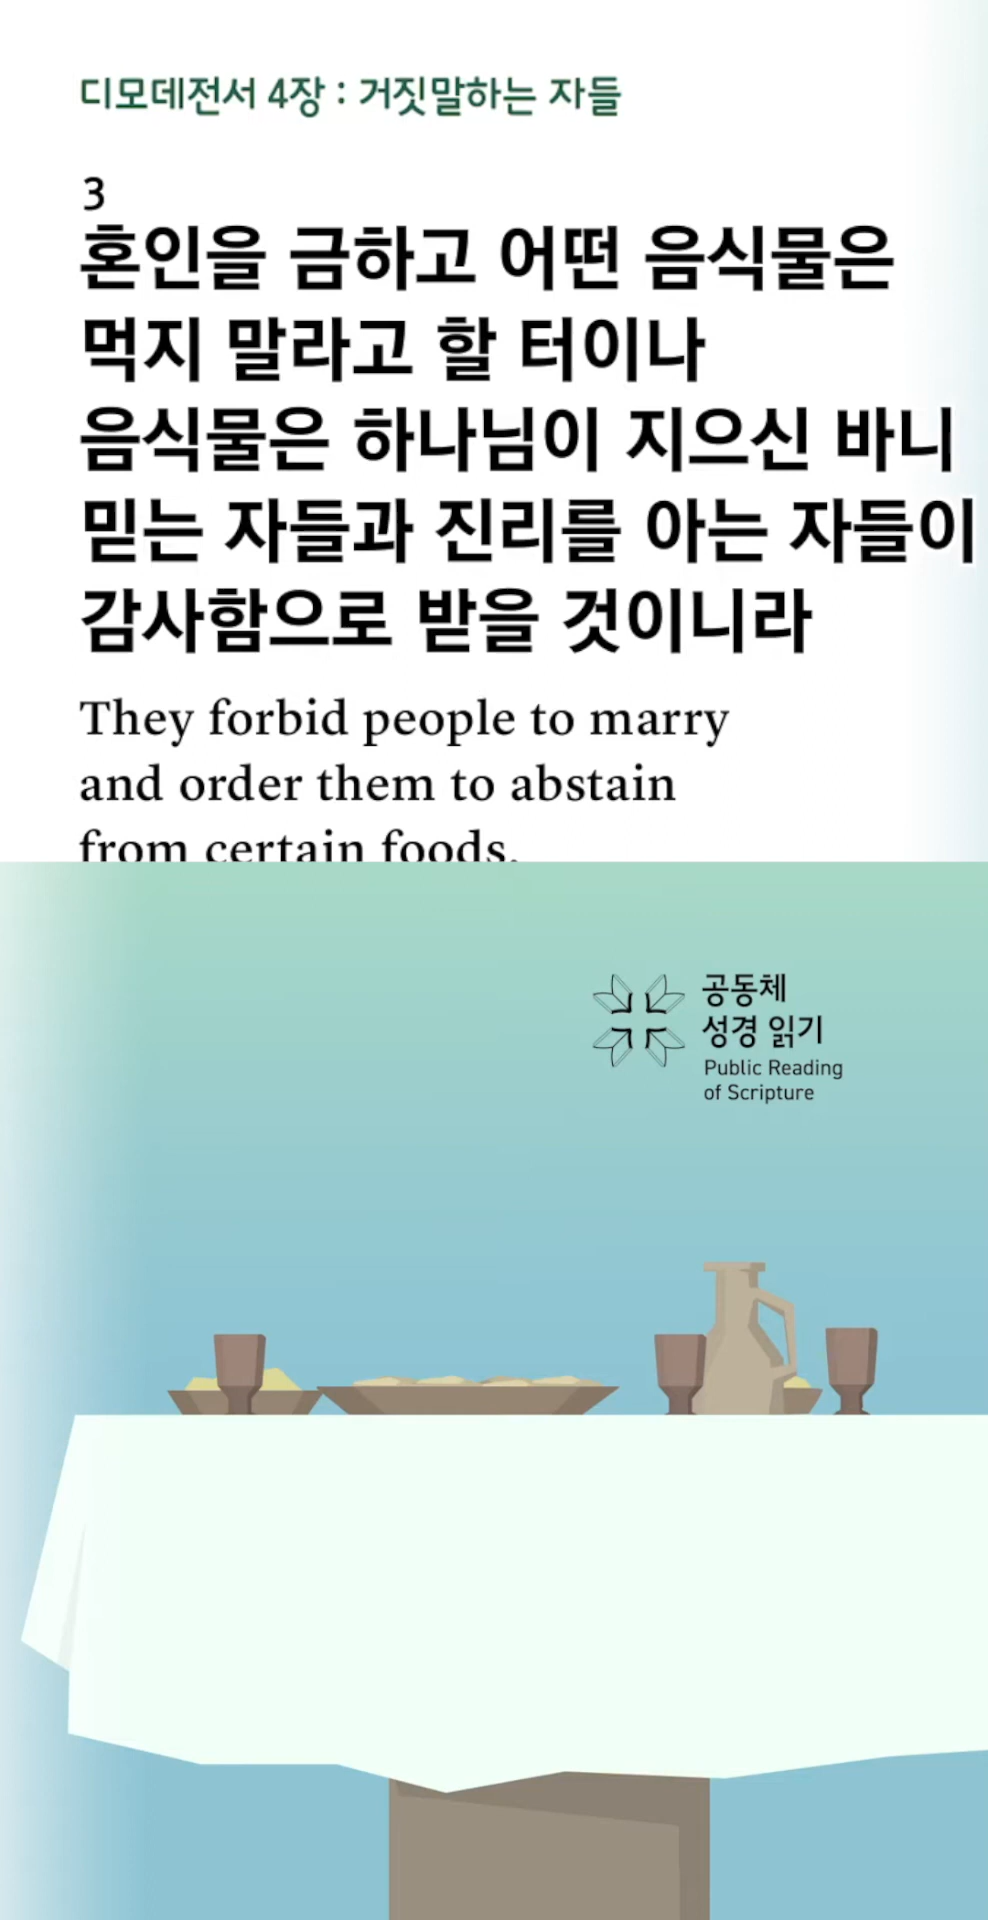 디모데전서 4장 : 거짓말하는 자들
3
혼인을 금하고 어떤 음식물은
먹지 말라고 할 터이나
음식물은 하나님이 지으신 바니
믿는 자들과 진리를 아는 자들이
감사함으로 받을 것이니라
They forbid people to marry
and order them to abstain
from certain foods,
공동체
성경 읽기
Public Reading
of Scripture